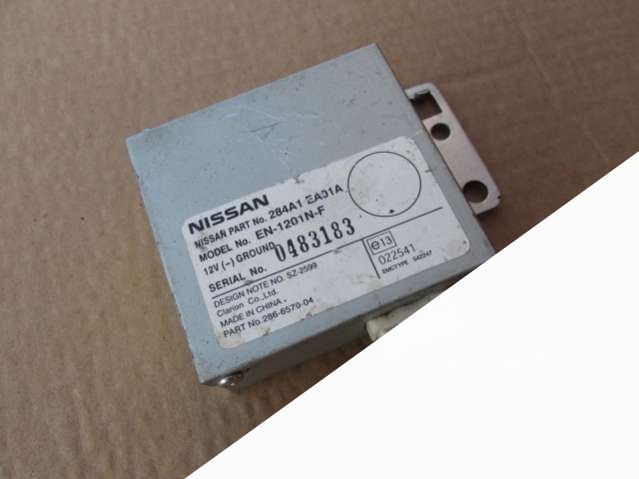 NISSAN
NISSAN PART No. 284A1 EA01A
MODEL No. EN-1201N-F
12V (-) GROUND
SERIAL No. 0483183
DESIGN NOTE NO. SZ-2599
Clarion Co.,Ltd.
MADE IN CHINA
PART No.286-6570-04
e13
022541
EMCTYPE